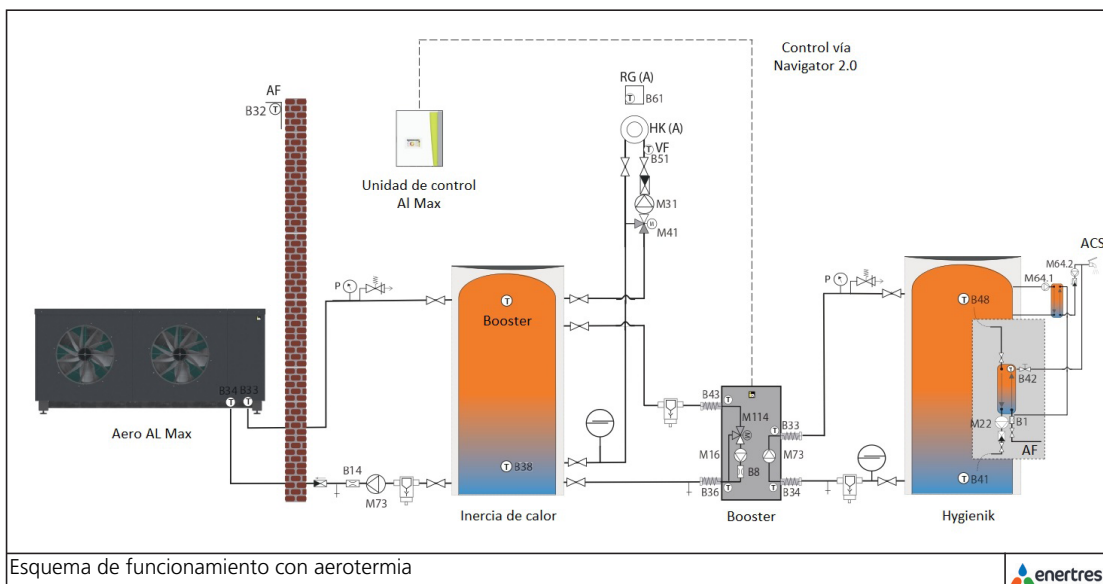 Control vía
Navigator 2.0
AF
B32
T
RG (A)
T
B61
HK (A)
T
VF
B51
M31
M
M41
Unidad de control
Al Max
ACS
M64.2
M64.1
P
P
T
Booster
T
B48
B34
B33
T
T
Aero AL Max
B43
T
M114
T
B33
M16
M73
B8
B36
T
T
B34
T
B42
M22
B1
AF
T
B38
T
B41
B14
M73
Inercia de calor
Booster
Hygienik
Esquema de funcionamiento con aerotermia
enertres